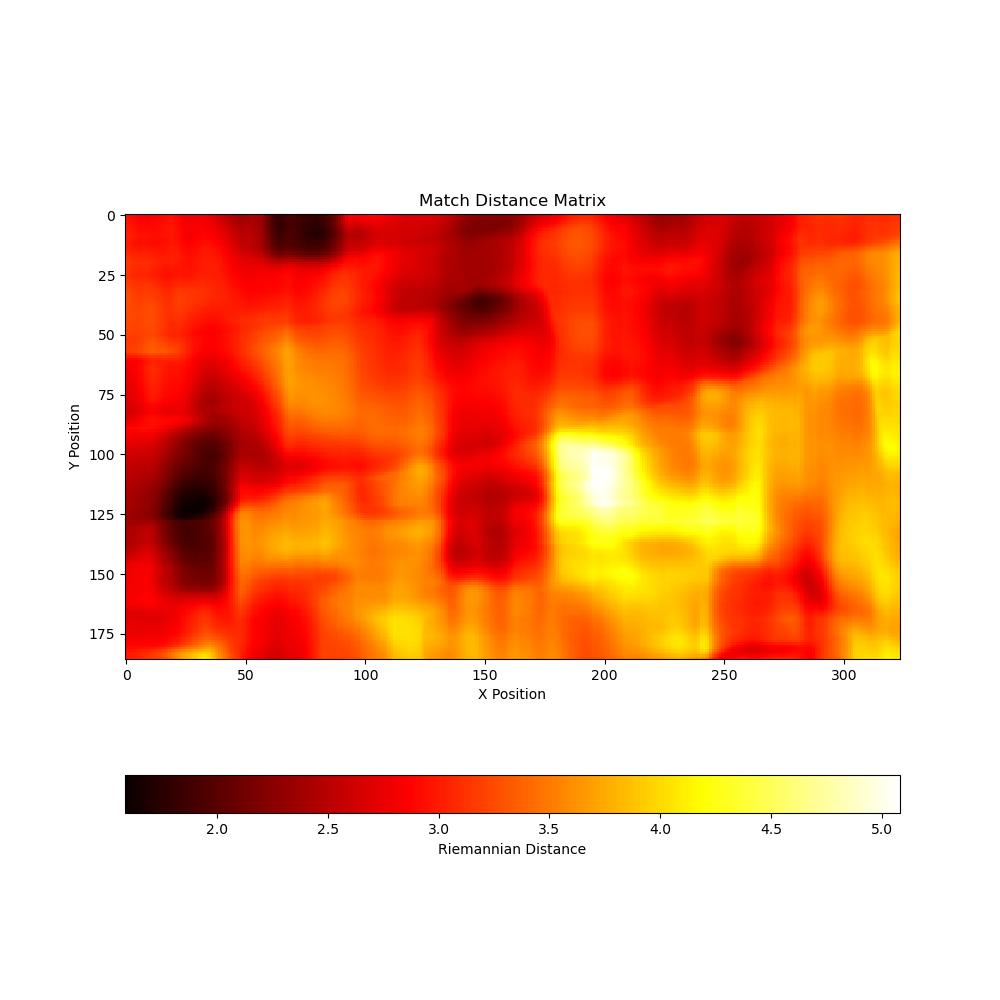 Match Distance Matrix
0
25
50
75
100
125
150
175
Y Position
0 50 100 150 200 250 300
X Position
2.0 2.5 3.0 3.5 4.0 4.5 5.0
Riemannian Distance